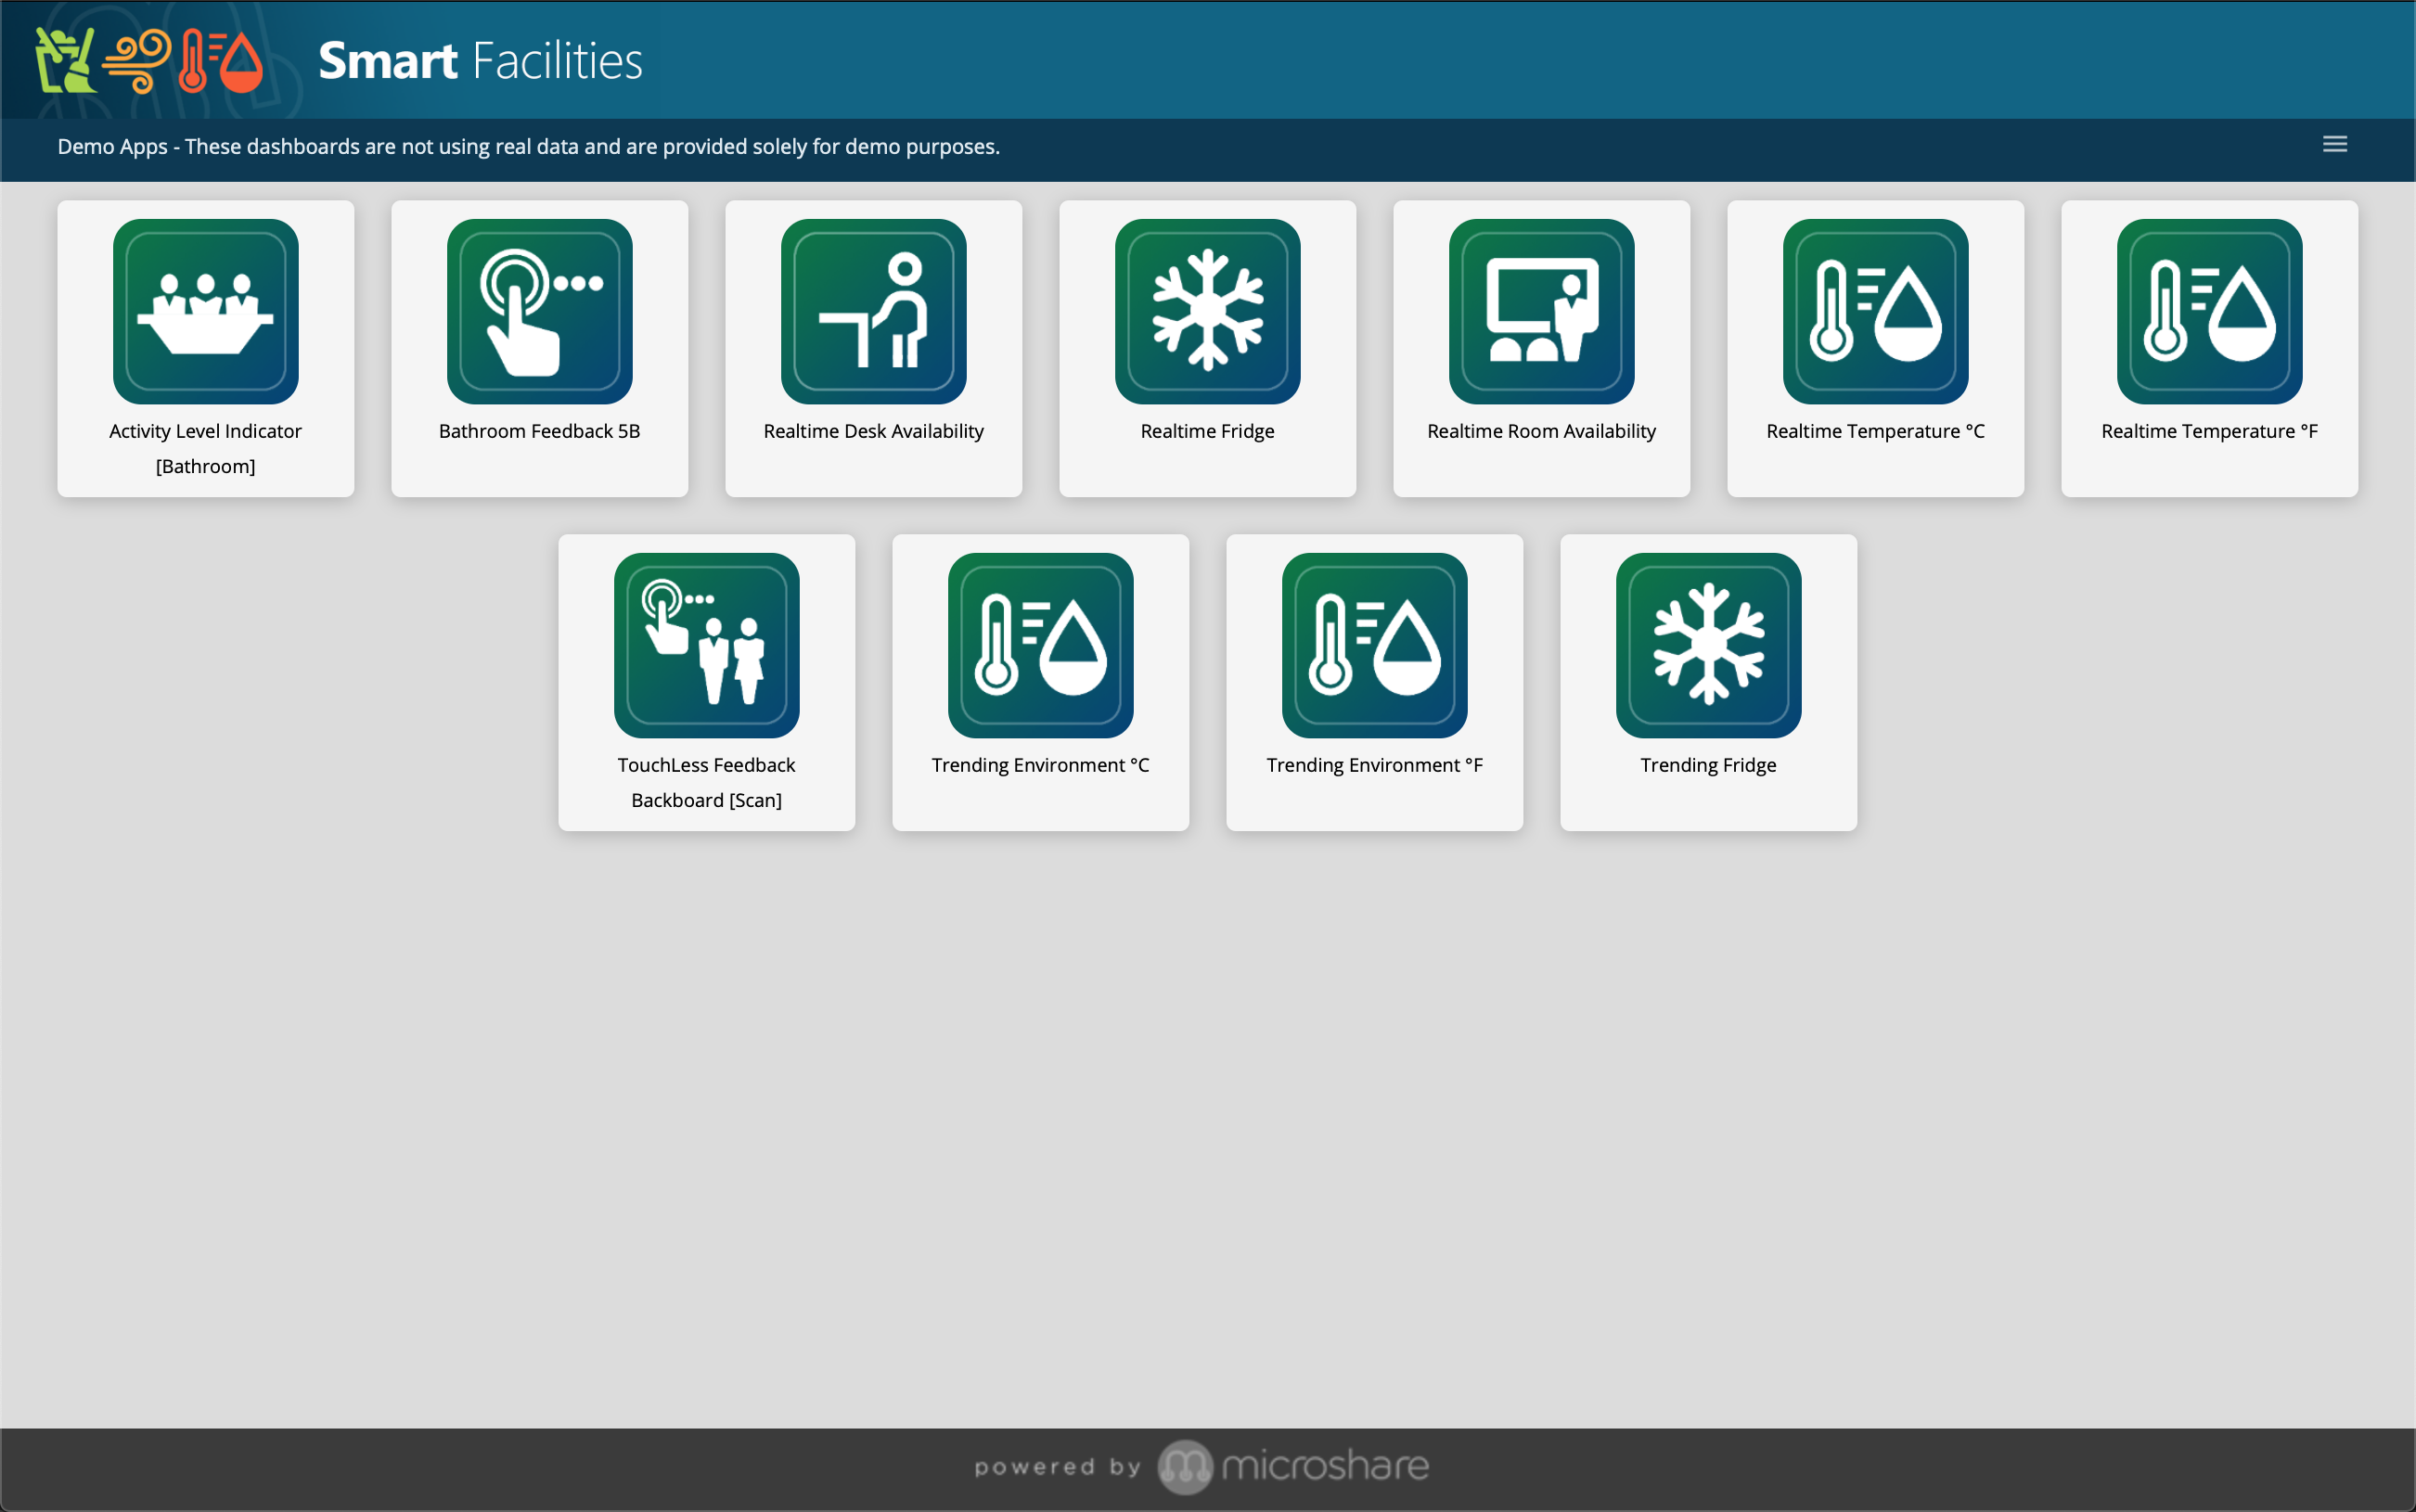 Smart Facilities
Demo Apps - These dashboards are not using real data and are provided solely for demo purposes.
Activity Level Indicator
[Bathroom]
Bathroom Feedback 5B
Realtime Desk Availability
Realtime Fridge
Realtime Room Availability
Realtime Temperature °C
Realtime Temperature °F
TouchLess Feedback
Backboard [Scan]
Trending Environment °C
Trending Environment °F
Trending Fridge
powered by microshare